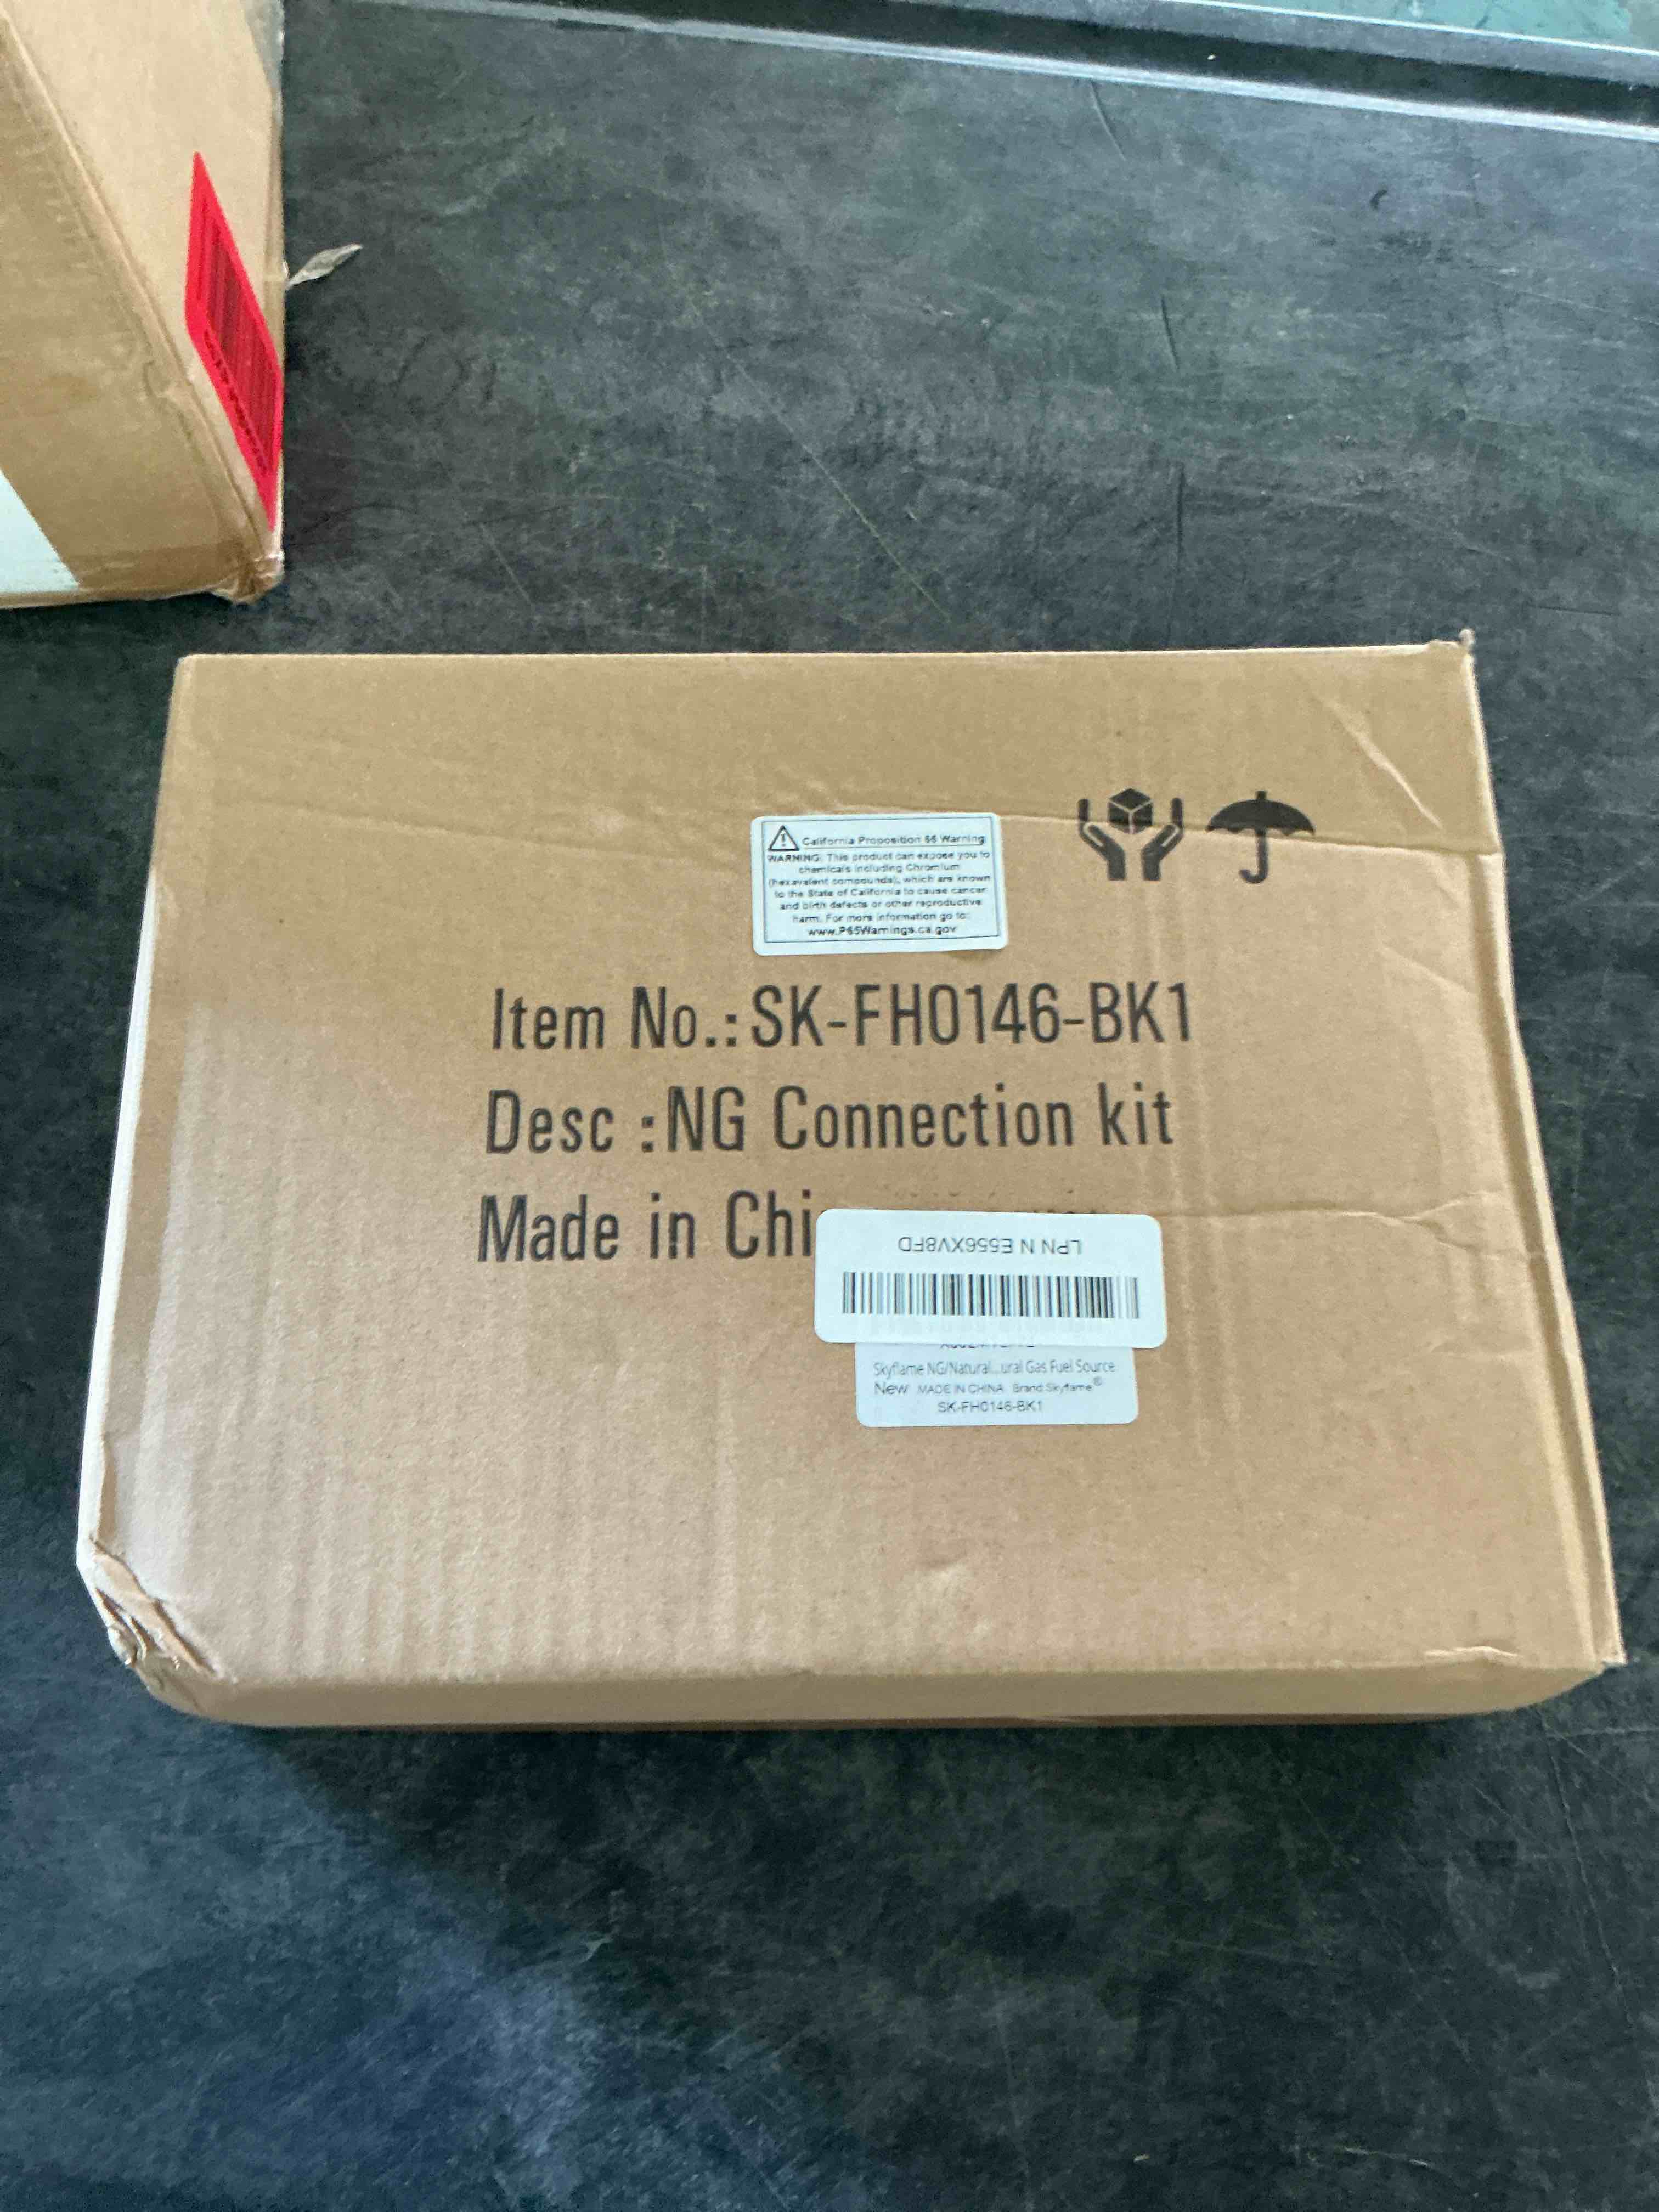 California Proposition 65 Warning
WARNING: This product can expose you to
chemicals including Chromium
(hexavalent compounds), which are known
to the State of California to cause cancer
and birth defects or other reproductive
harm. For more information go to:
www.P65Warnings.ca.gov
Item No.:SK-FH0146-BK1
Desc :NG Connection kit
Made in Chi
LPN N E556XV8FD
Skyflame NG/Natural...ural Gas Fuel Source
New MADE IN CHINA Brand:Skyflame®
SK-FH0146-BK1